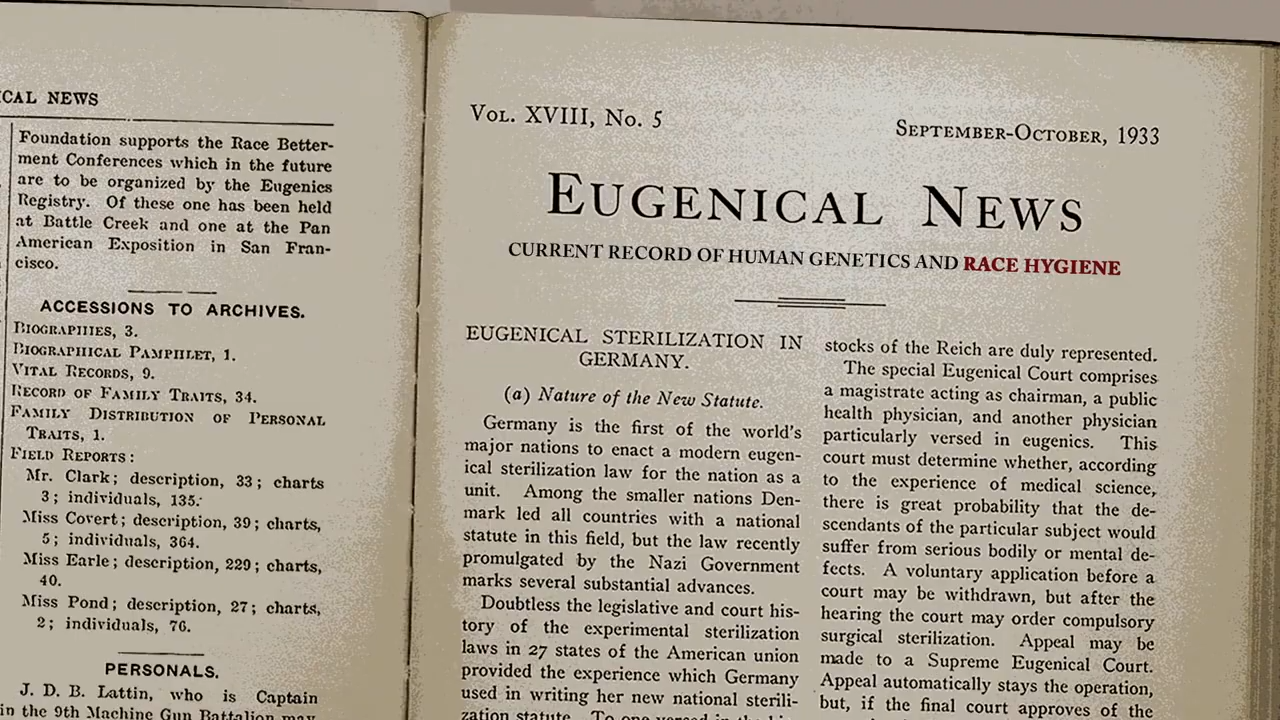 CAL NEWS
Foundation supports the Race Better-
ment Conferences which in the future
are to be organized by the Eugenics
Registry. Of these one has been held
at Battle Creek and one at the Pan
American Exposition in San Fran-
cisco.
ACCESSIONS TO ARCHIVES.
BIOGRAPHIES, 3.
BIOGRAPHICAL PAMPHLET, 1.
VITAL RECORDS, 9.
RECORD OF FAMILY TRAITS, 34.
FAMILY DISTRIBUTION OF PERSONAL
TRAITS, 1.
FIELD REPORTS:
Mr. Clark; description, 33; charts
3; individuals, 135.
Miss Covert; description, 39; charts,
5; individuals, 364.
Miss Earle; description, 229; charts,
40.
Miss Pond; description, 27; charts,
2; individuals, 76.
PERSONALS.
J. D. B. Lattin, who is Captain
in the 9th Machine Gun Battalion may
VOL. XVIII, NO. 5
SEPTEMBER-OCTOBER, 1933
EUGENICAL NEWS
CURRENT RECORD OF HUMAN GENETICS AND RACE HYGIENE
EUGENICAL STERILIZATION IN
GERMANY.
(a) Nature of the New Statute.
Germany is the first of the world's
major nations to enact a modern eugen-
ical sterilization law for the nation as a
unit. Among the smaller nations Den-
mark led all countries with a national
statute in this field, but the law recently
promulgated by the Nazi Government
marks several substantial advances.
Doubtless the legislative and court his-
tory of the experimental sterilization
laws in 27 states of the American union
provided the experience which Germany
used in writing her new national sterili-
zation statute. To one versed in the
stocks of the Reich are duly represented.
The special Eugenical Court comprises
a magistrate acting as chairman, a public
health physician, and another physician
particularly versed in eugenics. This
court must determine whether, according
to the experience of medical science,
there is great probability that the de-
scendants of the particular subject would
suffer from serious bodily or mental de-
fects. A voluntary application before a
court may be withdrawn, but after the
hearing the court may order compulsory
surgical sterilization. Appeal may be
made to a Supreme Eugenical Court.
Appeal automatically stays the operation,
but, if the final court approves of the